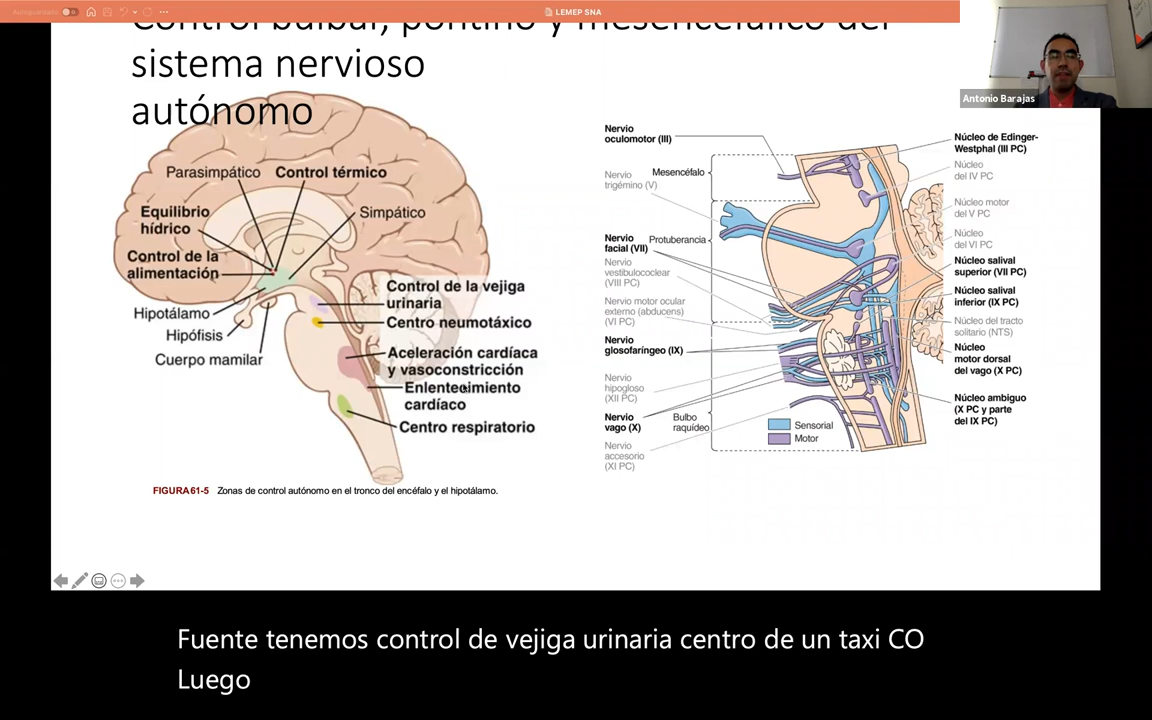 Autoguardado
LEMEP SNA
Control bulbar, pontino y mesencefálico del
sistema nervioso
autónomo
Antonio Barajas
Parasimpático
Control térmico
Equilibrio
hídrico
Simpático
Control de la
alimentación
Hipotálamo
Hipófisis
Cuerpo mamilar
Control de la vejiga
urinaria
Centro neumotáxico
Aceleración cardíaca
y vasoconstricción
Enlentecimiento
cardíaco
Centro respiratorio
FIGURA 61-5 Zonas de control autónomo en el tronco del encéfalo y el hipotálamo.
Nervio
oculomotor (III)
Mesencéfalo
Nervio
trigémino (V)
Nervio
facial (VII)
Protuberancia
Nervio
vestibulococlear
(VIII PC)
Nervio motor ocular
externo (abducens)
(VI PC)
Nervio
glosofaríngeo (IX)
Nervio
hipogloso
(XII PC)
Nervio
vago (X)
Bulbo
raquídeo
Nervio
accesorio
(XI PC)
Sensorial
Motor
Núcleo de Edinger-
Westphal (III PC)
Núcleo
del IV PC
Núcleo motor
del V PC
Núcleo
del VI PC
Núcleo salival
superior (VII PC)
Núcleo salival
inferior (IX PC)
Núcleo del tracto
solitario (NTS)
Núcleo
motor dorsal
del vago (X PC)
Núcleo ambiguo
(X PC y parte
del IX PC)
Fuente tenemos control de vejiga urinaria centro de un taxi CO
Luego